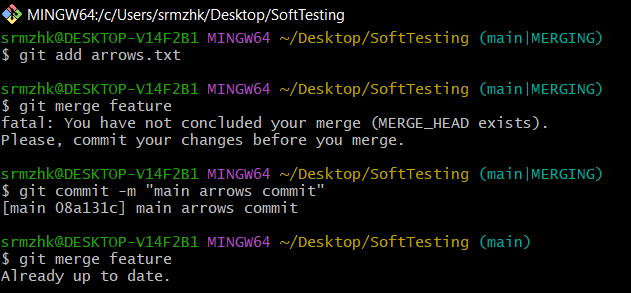 MINGW64:/c/Users/srmzhk/Desktop/SoftTesting
srmzhk@DESKTOP-V14F2B1 MINGW64 ~/Desktop/SoftTesting (main|MERGING)
$ git add arrows.txt
srmzhk@DESKTOP-V14F2B1 MINGW64 ~/Desktop/SoftTesting (main|MERGING)
$ git merge feature
fatal: You have not concluded your merge (MERGE_HEAD exists).
Please, commit your changes before you merge.
srmzhk@DESKTOP-V14F2B1 MINGW64 ~/Desktop/SoftTesting (main|MERGING)
$ git commit -m "main arrows commit"
[main 08a131c] main arrows commit
srmzhk@DESKTOP-V14F2B1 MINGW64 ~/Desktop/SoftTesting (main)
$ git merge feature
Already up to date.